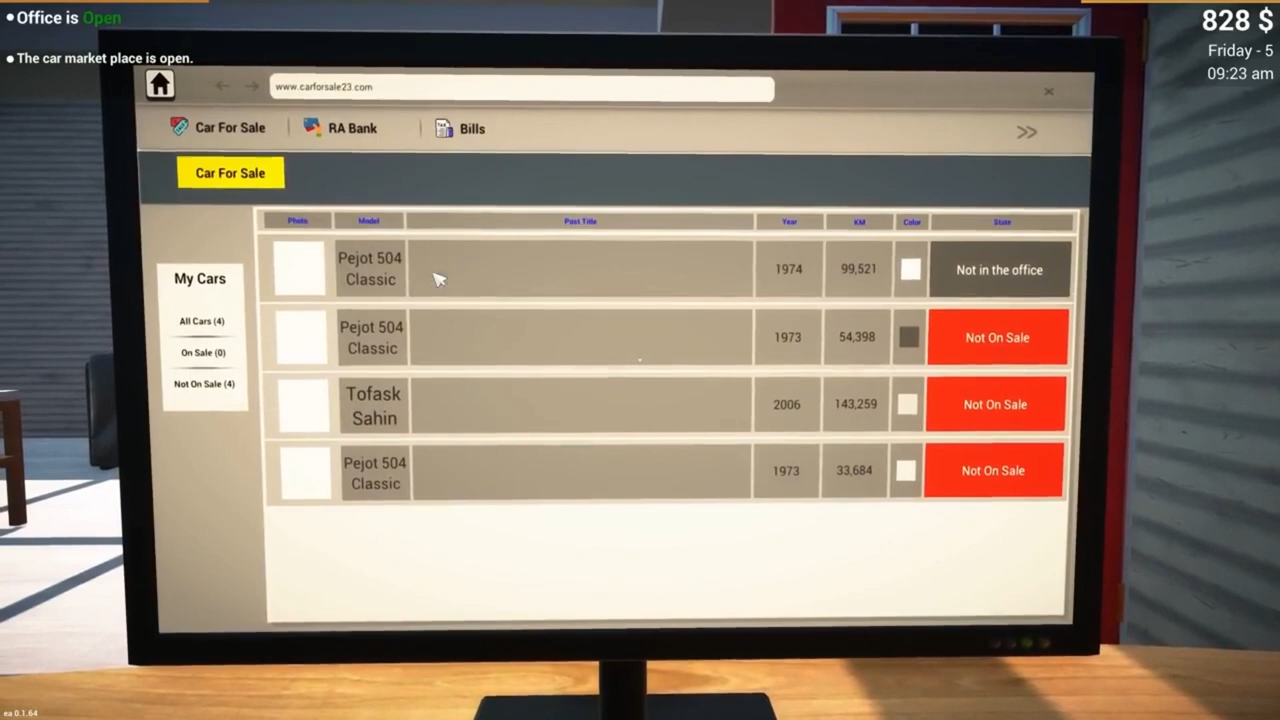 Office is Open
828 $
Friday - 5
The car market place is open.
09:23 am
www.carforsale23.com
Car For Sale
RA Bank
Bills
Car For Sale
Photo Model Post Title Year KM Color State
My Cars
All Cars (4)
On Sale (0)
Not On Sale (4)
Pejot 504
Classic
1974
99,521
Not in the office
Pejot 504
Classic
1973
54,398
Not On Sale
Tofask
Sahin
2006
143,259
Not On Sale
Pejot 504
Classic
1973
33,684
Not On Sale
ea 0.1.64